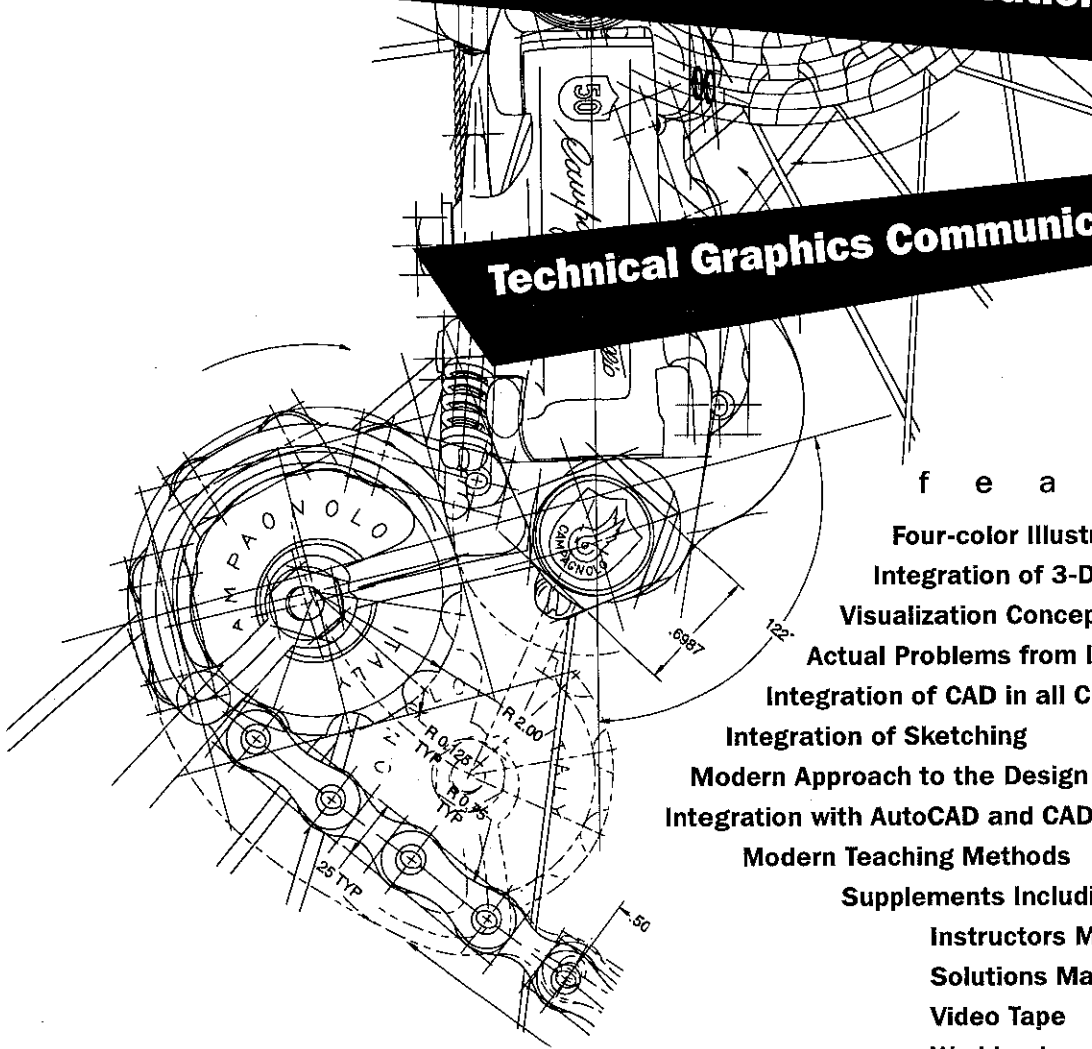 50
Technical Graphics Communic
CAMPAGNOLO
f e a
Four-color Illustr
Integration of 3-D
Visualization Concep
Actual Problems from I
Integration of CAD in all C
Integration of Sketching
Modern Approach to the Design
Integration with AutoCAD and CAD
Modern Teaching Methods
Supplements Includi
Instructors M
Solutions Ma
Video Tape
.6987
122°
ITALY
R 2.00
R 0.125
TYP
R 0.75
TYP
.25 TYP
.50